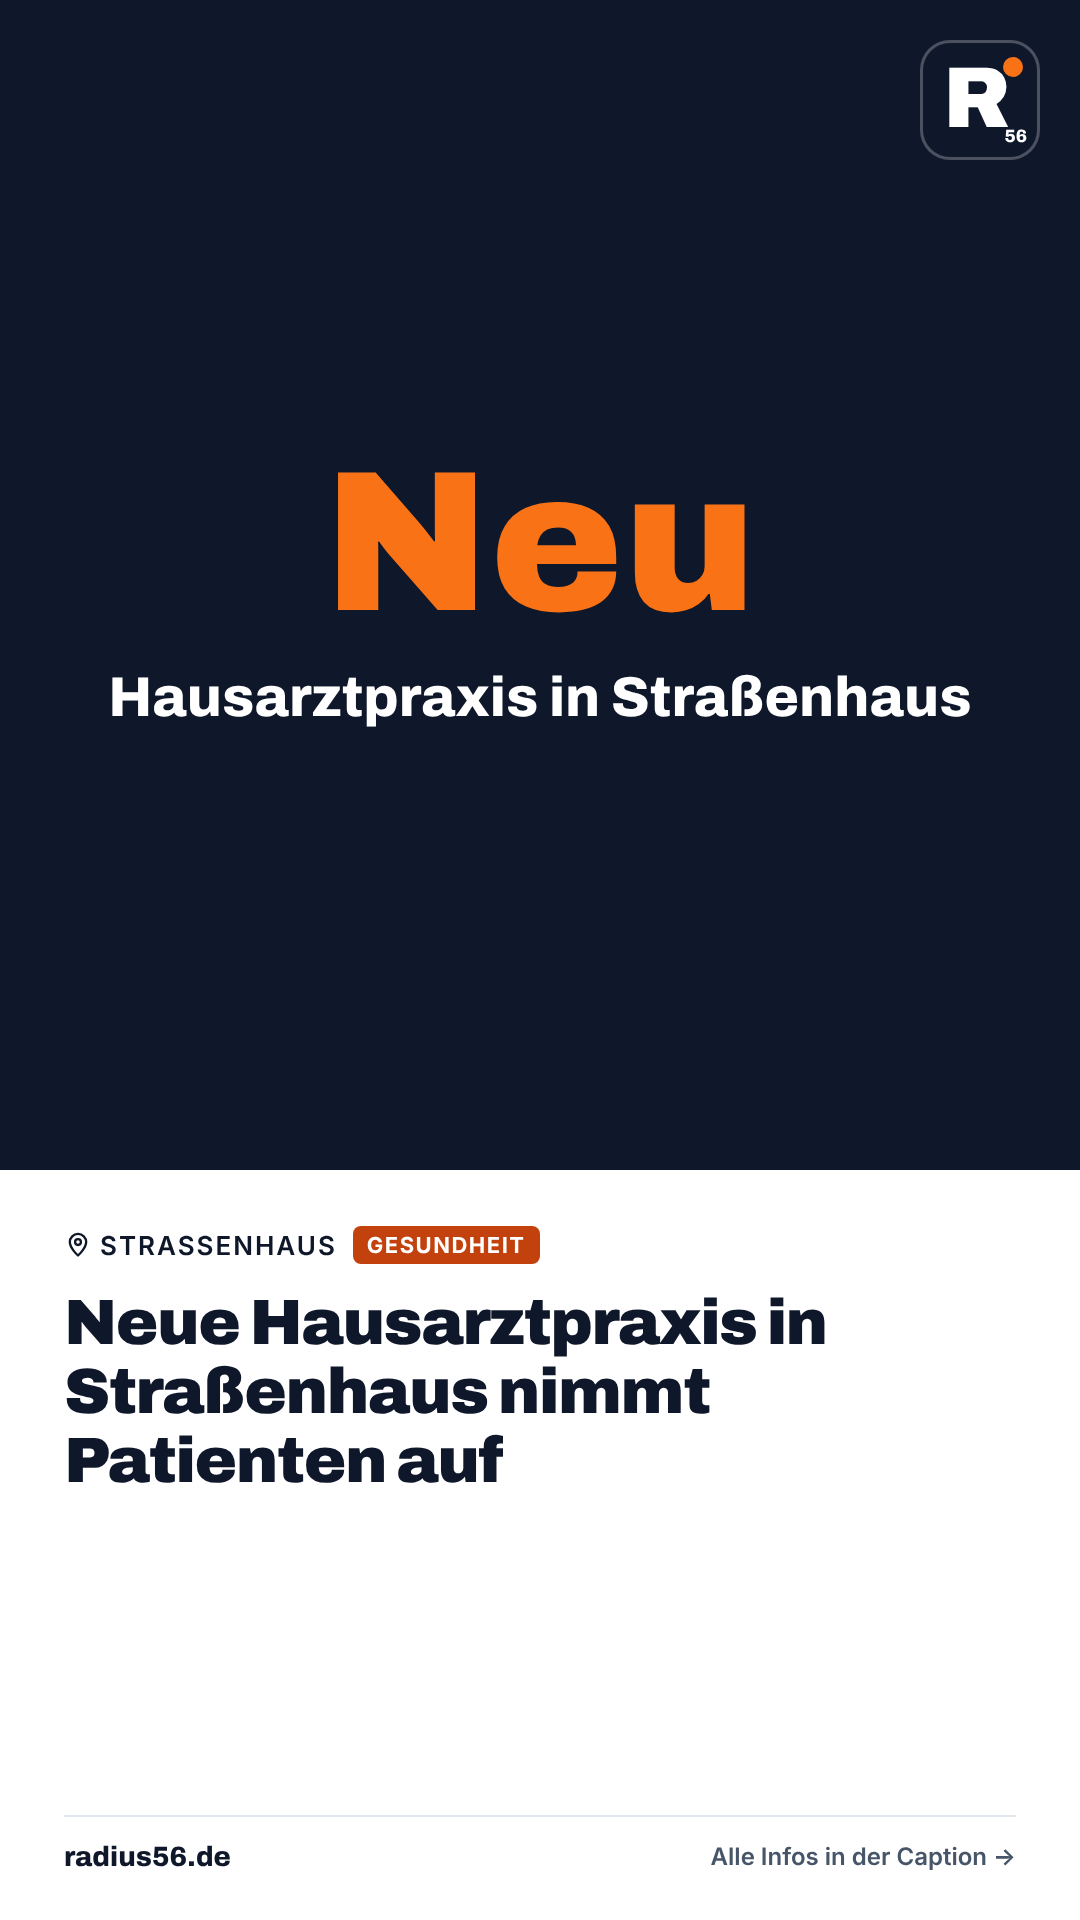 R
56
Neu
Hausarztpraxis in Straßenhaus
STRASSENHAUS GESUNDHEIT
Neue Hausarztpraxis in
Straßenhaus nimmt
Patienten auf
radius56.de Alle Infos in der Caption →